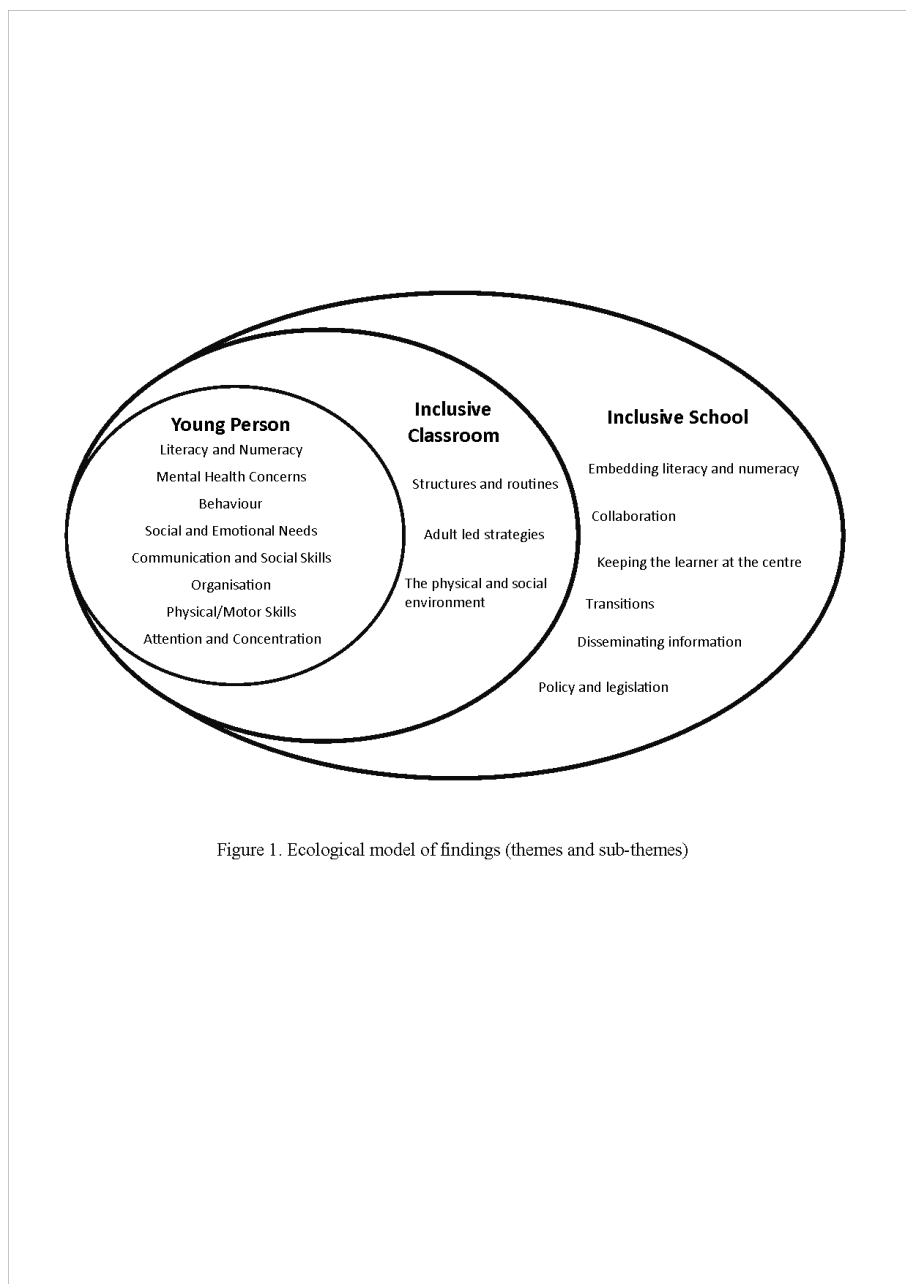 Young Person
Literacy and Numeracy
Mental Health Concerns
Behaviour
Social and Emotional Needs
Communication and Social Skills
Organisation
Physical/Motor Skills
Attention and Concentration
Inclusive
Classroom
Structures and routines
Adult led strategies
The physical and social
environment
Inclusive School
Embedding literacy and numeracy
Collaboration
Keeping the learner at the centre
Transitions
Disseminating information
Policy and legislation
Figure 1. Ecological model of findings (themes and sub-themes)